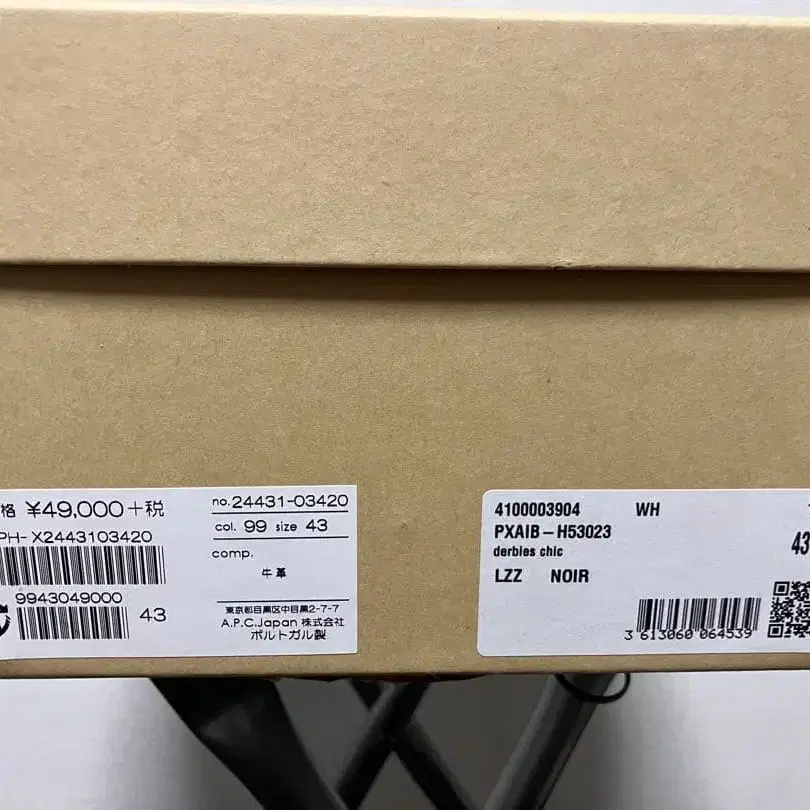 格 ¥49,000+税
PH-X2443103420
9943049000
43
no.24431-03420
col. 99 size 43
comp.
牛革
東京都目黒区中目黒2-7-7
A.P.C.Japan 株式会社
ポルトガル製
4100003904 WH
PXAIB-H53023
derbies chic
43
LZZ NOIR
3 613060 064539